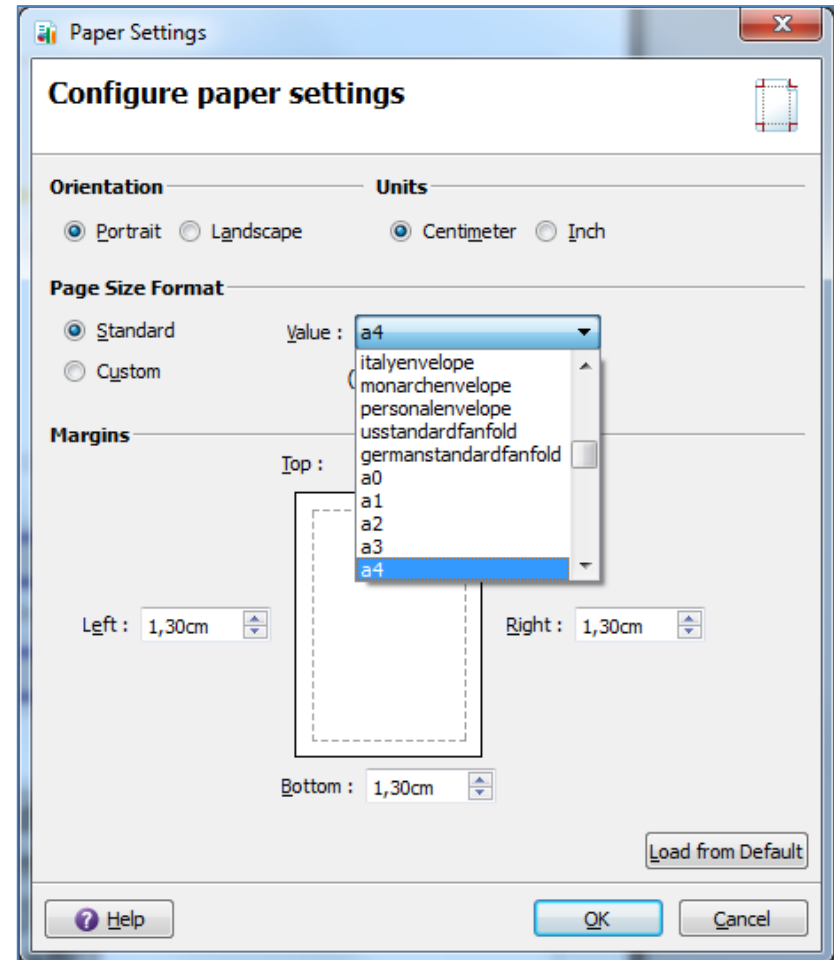 Paper Settings
Configure paper settings
Orientation
Units
Portrait Landscape
Centimeter Inch
Page Size Format
Standard
Value : a4
Custom
(
italyenvelope
monarchenvelope
personalenvelope
usstandardfanfold
germanstandardfanfold
a0
a1
a2
a3
a4
Margins
Top :
Left : 1,30cm
Right : 1,30cm
Bottom : 1,30cm
Load from Default
Help
OK
Cancel